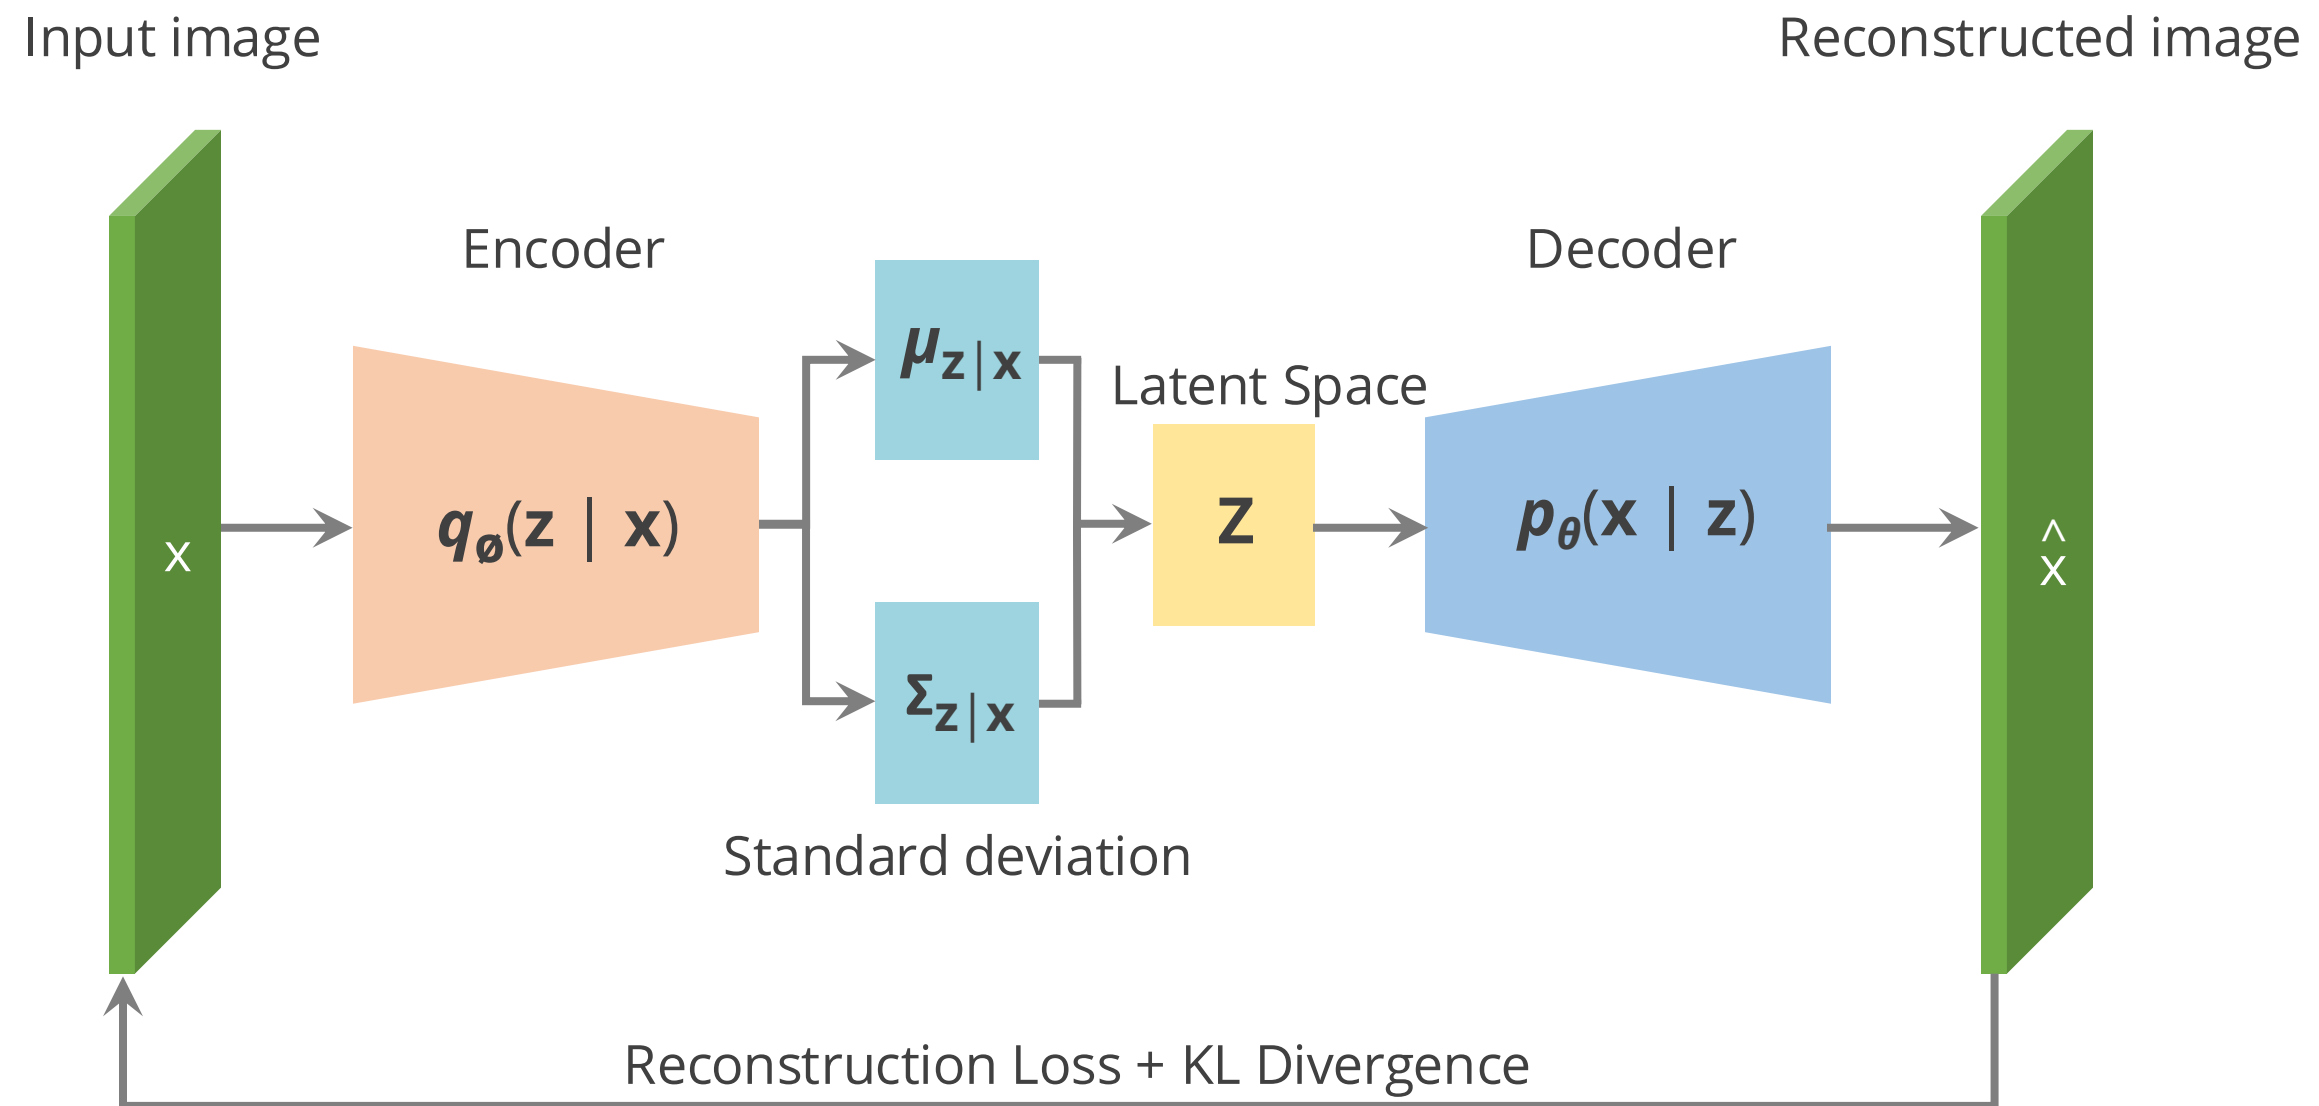 Input image
Reconstructed image
Encoder
Decoder
μz|x
Latent Space
x
qø(z | x)
Z
pθ(x | z)
x̂
Σz|x
Standard deviation
Reconstruction Loss + KL Divergence